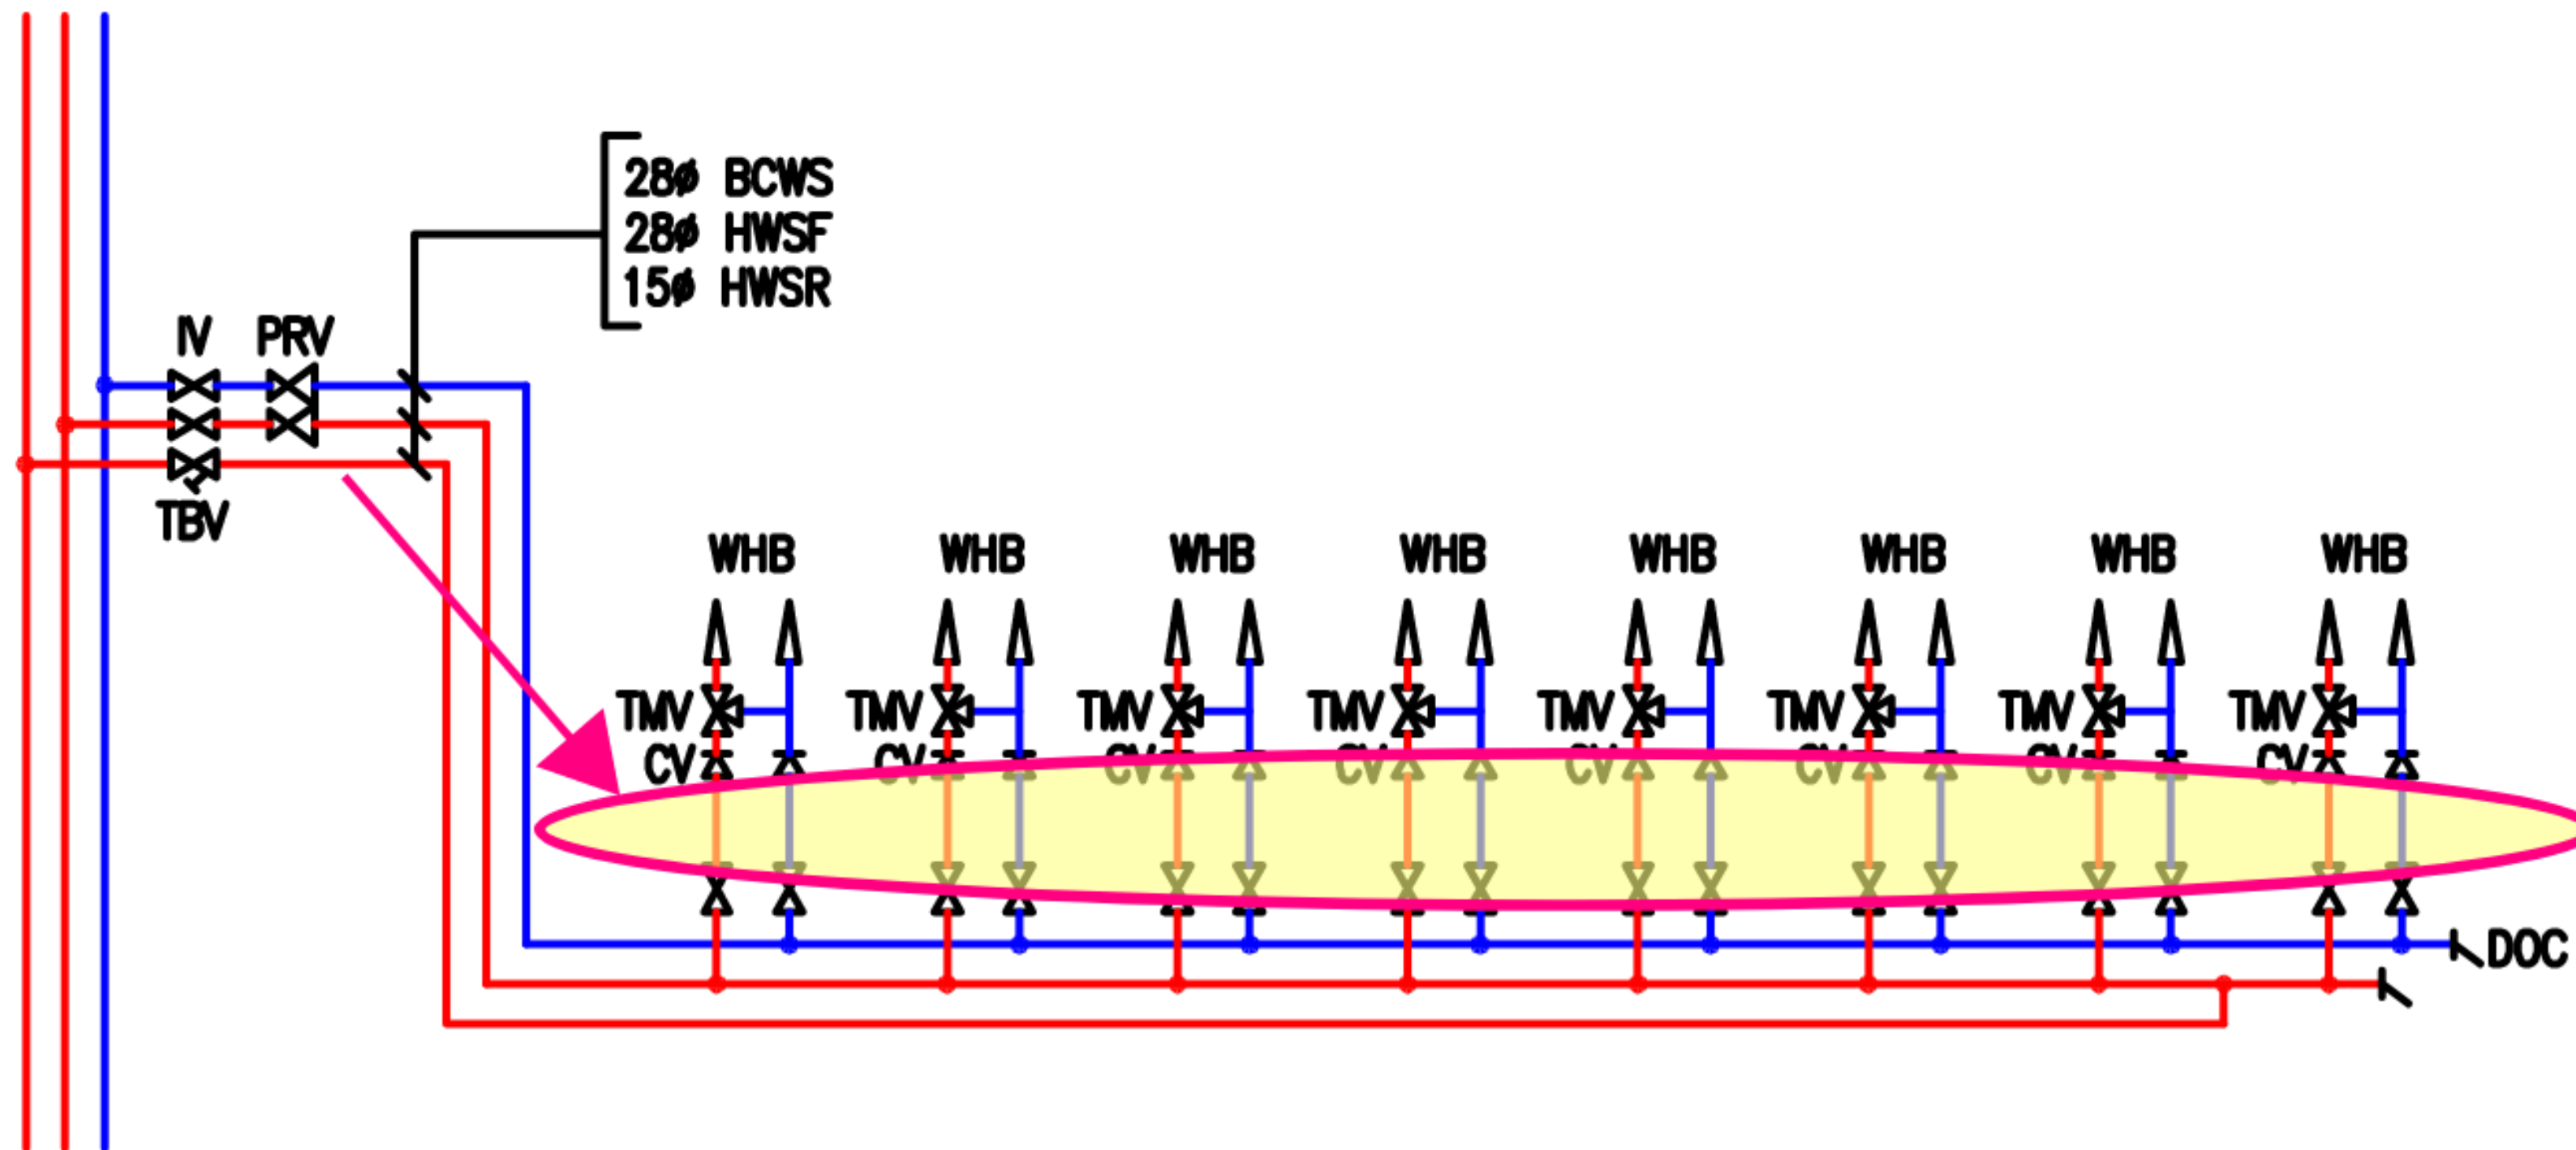 28ø BCWS
28ø HWSF
15ø HWSR
IV PRV
TBV
WHB WHB WHB WHB WHB WHB WHB WHB
TMV TMV TMV TMV TMV TMV TMV TMV
CV CV CV CV CV CV CV CV
DOC